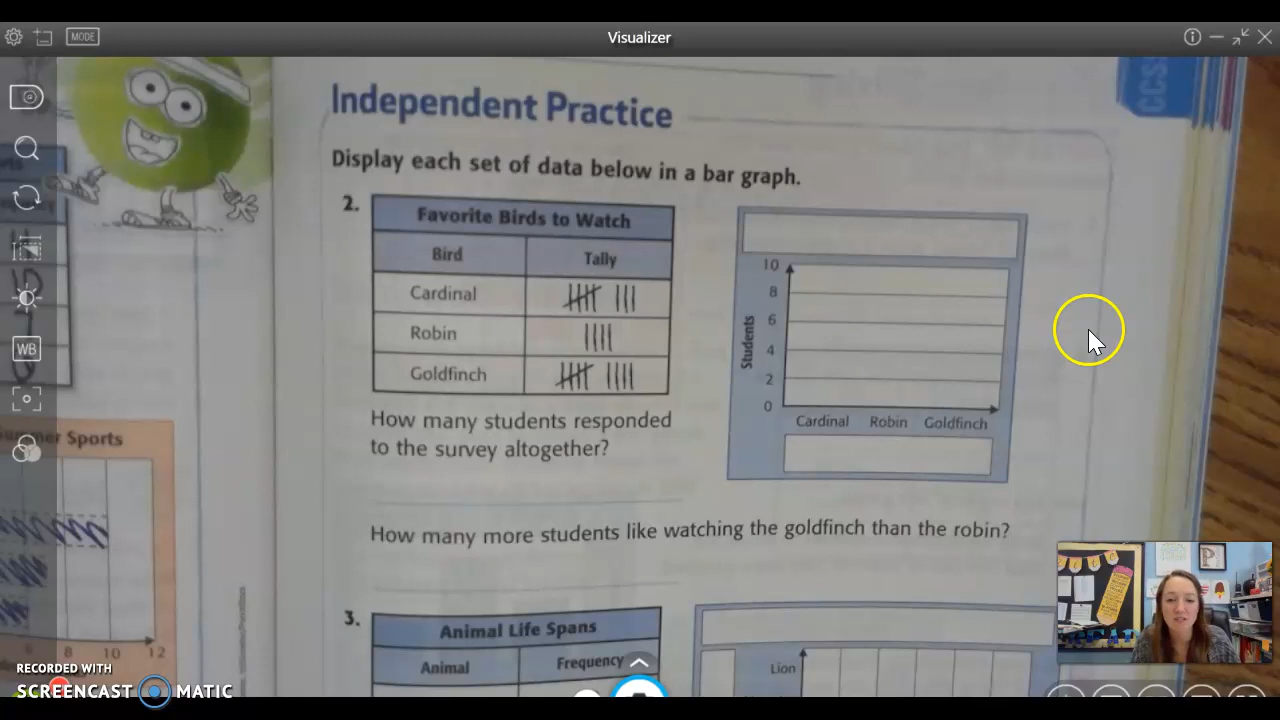 MODE
Visualizer
CCSS
Independent Practice
Display each set of data below in a bar graph.
2.
Favorite Birds to Watch
Bird Tally
Cardinal
Robin
Goldfinch
10
8
6
4
2
0
Students
Cardinal Robin Goldfinch
How many students responded
to the survey altogether?
How many more students like watching the goldfinch than the robin?
3.
Animal Life Spans
Animal Frequency
Lion
WB
Sports
8 10 12
P
RECORDED WITH
SCREENCAST MATIC